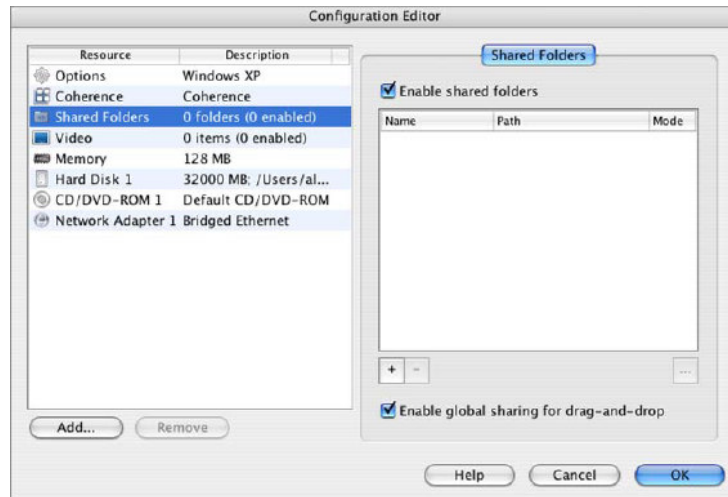 Configuration Editor
Resource Description
Options Windows XP
Coherence Coherence
Shared Folders 0 folders (0 enabled)
Video 0 items (0 enabled)
Memory 128 MB
Hard Disk 1 32000 MB; /Users/al...
CD/DVD-ROM 1 Default CD/DVD-ROM
Network Adapter 1 Bridged Ethernet
Add... Remove
Shared Folders
Enable shared folders
Name Path Mode
+ - ...
Enable global sharing for drag-and-drop
Help Cancel OK